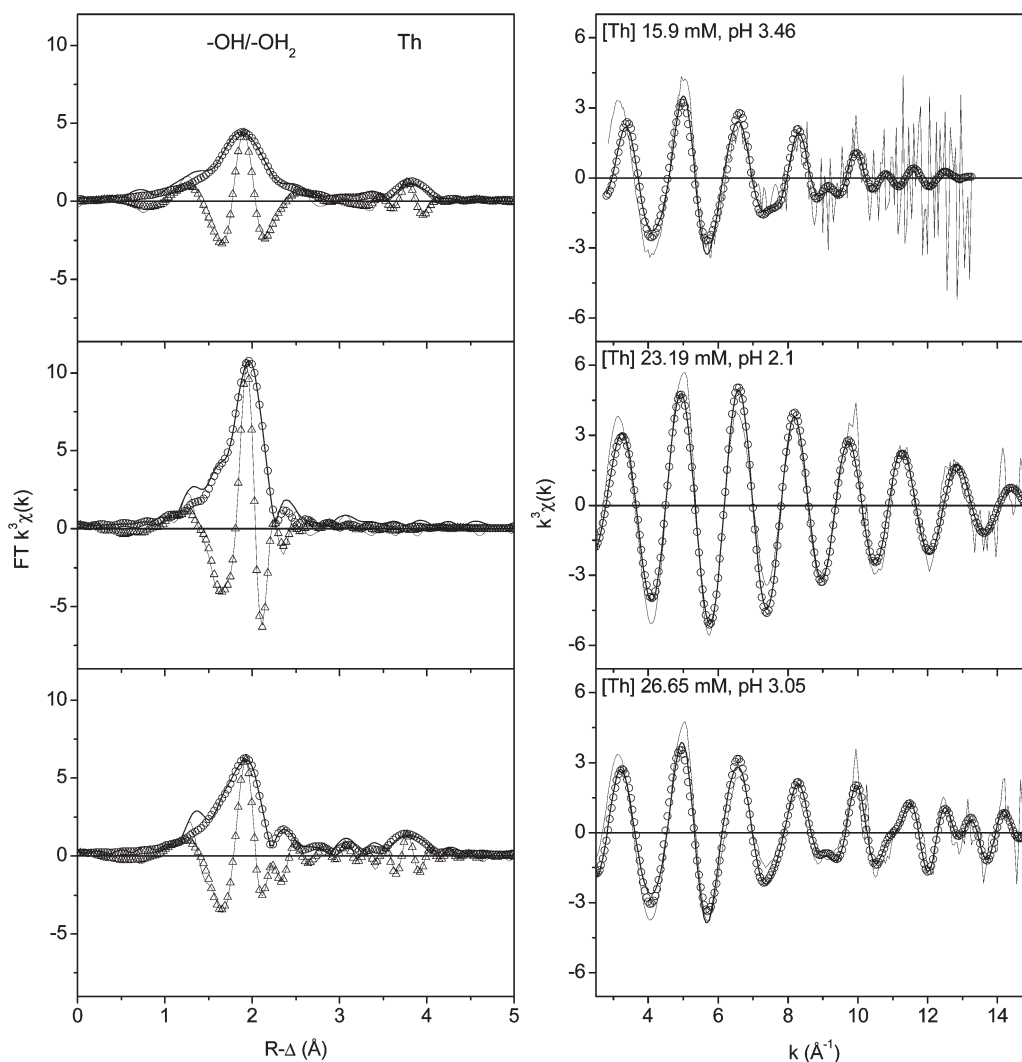 -OH/-OH₂ Th
10
5
0
-5
10
5
0
-5
10
5
0
-5
0 1 2 3 4 5
R-Δ (Å)
FT k³χ(k)
[Th] 15.9 mM, pH 3.46
3
0
-3
-6
[Th] 23.19 mM, pH 2.1
6
3
0
-3
-6
[Th] 26.65 mM, pH 3.05
6
3
0
-3
-6
4 6 8 10 12 14
k (Å⁻¹)
k³χ(k)